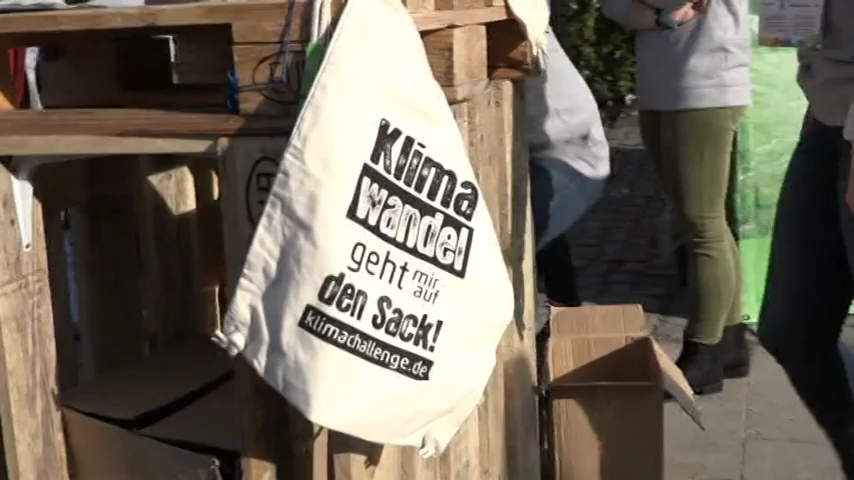 Klima
Wandel
geht mir auf
den Sack!
klimachallenge.de